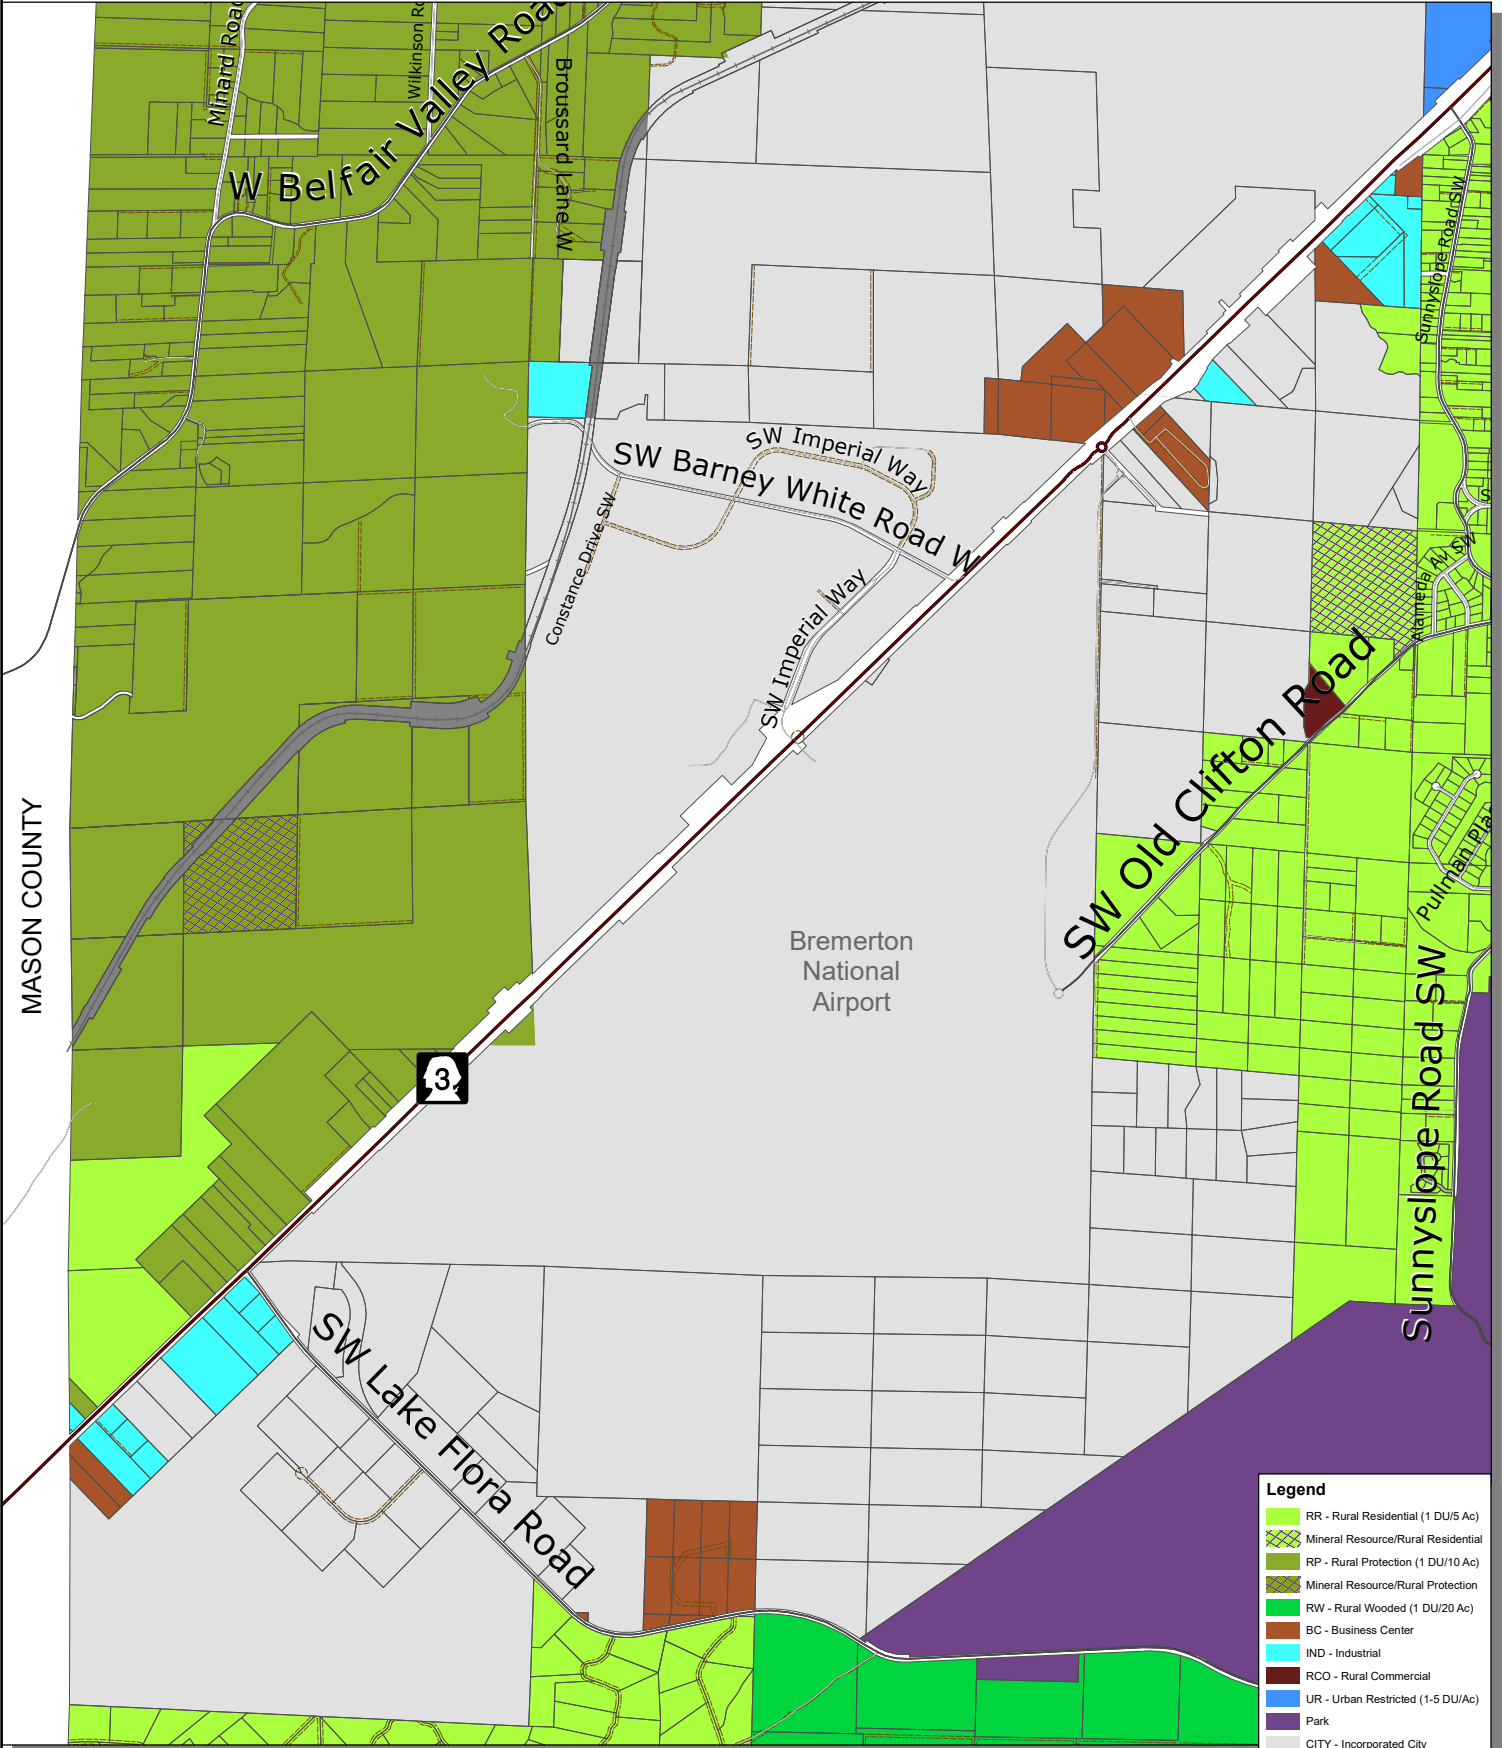 Minard Road
Wilkinson Ro
W Belfair Valley Road
Broussard Lane W
Sunnyslope Road SW
SW Imperial Way
SW Barney White Road W
Constance Drive SW
SW Imperial Way
S
Alameda Av SW
SW Old Clifton Road
Pullman Pla
MASON COUNTY
Bremerton
National
Airport
Sunnyslope Road SW
3
SW Lake Flora Road
Legend
RR - Rural Residential (1 DU/5 Ac)
Mineral Resource/Rural Residential
RP - Rural Protection (1 DU/10 Ac)
Mineral Resource/Rural Protection
RW - Rural Wooded (1 DU/20 Ac)
BC - Business Center
IND - Industrial
RCO - Rural Commercial
UR - Urban Restricted (1-5 DU/Ac)
Park
CITY - Incorporated City